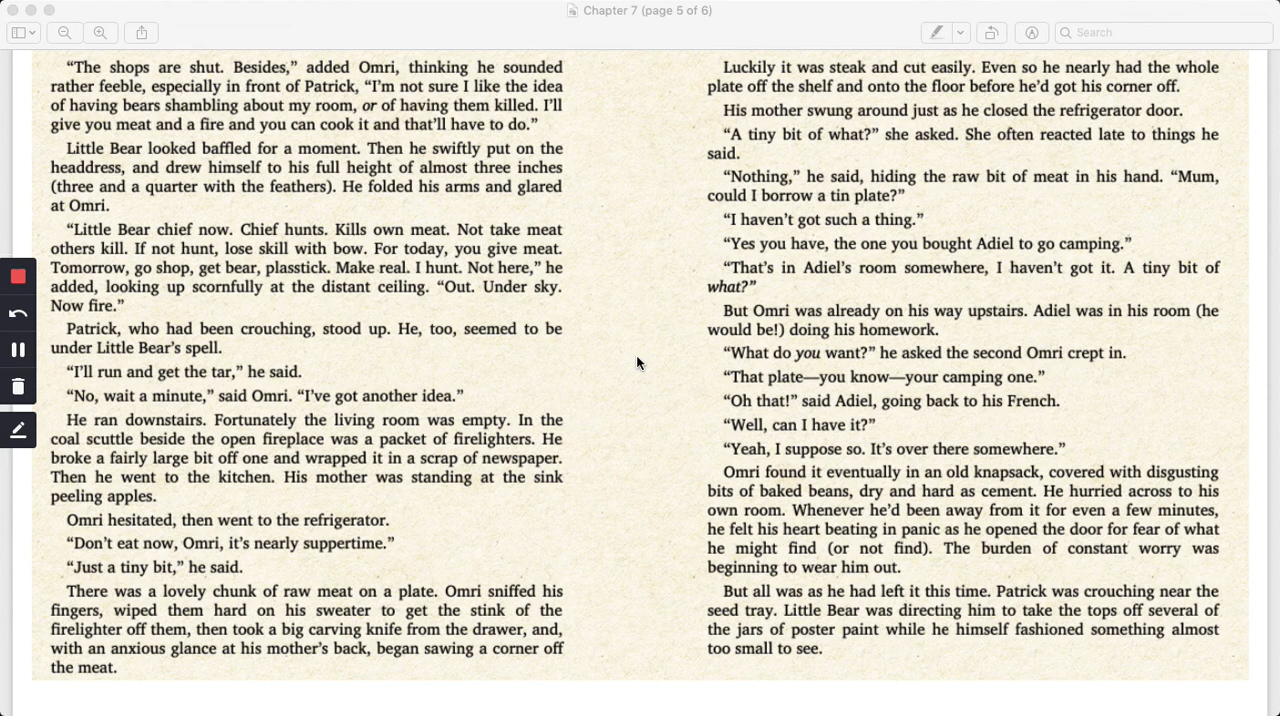 Chapter 7 (page 5 of 6)
Search
“The shops are shut. Besides,” added Omri, thinking he sounded
rather feeble, especially in front of Patrick, “I’m not sure I like the idea
of having bears shambling about my room, or of having them killed. I’ll
give you meat and a fire and you can cook it and that’ll have to do.”
Little Bear looked baffled for a moment. Then he swiftly put on the
headdress, and drew himself to his full height of almost three inches
(three and a quarter with the feathers). He folded his arms and glared
at Omri.
“Little Bear chief now. Chief hunts. Kills own meat. Not take meat
others kill. If not hunt, lose skill with bow. For today, you give meat.
Tomorrow, go shop, get bear, plasstick. Make real. I hunt. Not here,” he
added, looking up scornfully at the distant ceiling. “Out. Under sky.
Now fire.”
Patrick, who had been crouching, stood up. He, too, seemed to be
under Little Bear’s spell.
“I’ll run and get the tar,” he said.
“No, wait a minute,” said Omri. “I’ve got another idea.”
He ran downstairs. Fortunately the living room was empty. In the
coal scuttle beside the open fireplace was a packet of firelighters. He
broke a fairly large bit off one and wrapped it in a scrap of newspaper.
Then he went to the kitchen. His mother was standing at the sink
peeling apples.
Omri hesitated, then went to the refrigerator.
“Don’t eat now, Omri, it’s nearly suppertime.”
“Just a tiny bit,” he said.
There was a lovely chunk of raw meat on a plate. Omri sniffed his
fingers, wiped them hard on his sweater to get the stink of the
firelighter off them, then took a big carving knife from the drawer, and,
with an anxious glance at his mother’s back, began sawing a corner off
the meat.
Luckily it was steak and cut easily. Even so he nearly had the whole
plate off the shelf and onto the floor before he’d got his corner off.
His mother swung around just as he closed the refrigerator door.
“A tiny bit of what?” she asked. She often reacted late to things he
said.
“Nothing,” he said, hiding the raw bit of meat in his hand. “Mum,
could I borrow a tin plate?”
“I haven’t got such a thing.”
“Yes you have, the one you bought Adiel to go camping.”
“That’s in Adiel’s room somewhere, I haven’t got it. A tiny bit of
what?”
But Omri was already on his way upstairs. Adiel was in his room (he
would be!) doing his homework.
“What do you want?” he asked the second Omri crept in.
“That plate—you know—your camping one.”
“Oh that!” said Adiel, going back to his French.
“Well, can I have it?”
“Yeah, I suppose so. It’s over there somewhere.”
Omri found it eventually in an old knapsack, covered with disgusting
bits of baked beans, dry and hard as cement. He hurried across to his
own room. Whenever he’d been away from it for even a few minutes,
he felt his heart beating in panic as he opened the door for fear of what
he might find (or not find). The burden of constant worry was
beginning to wear him out.
But all was as he had left it this time. Patrick was crouching near the
seed tray. Little Bear was directing him to take the tops off several of
the jars of poster paint while he himself fashioned something almost
too small to see.